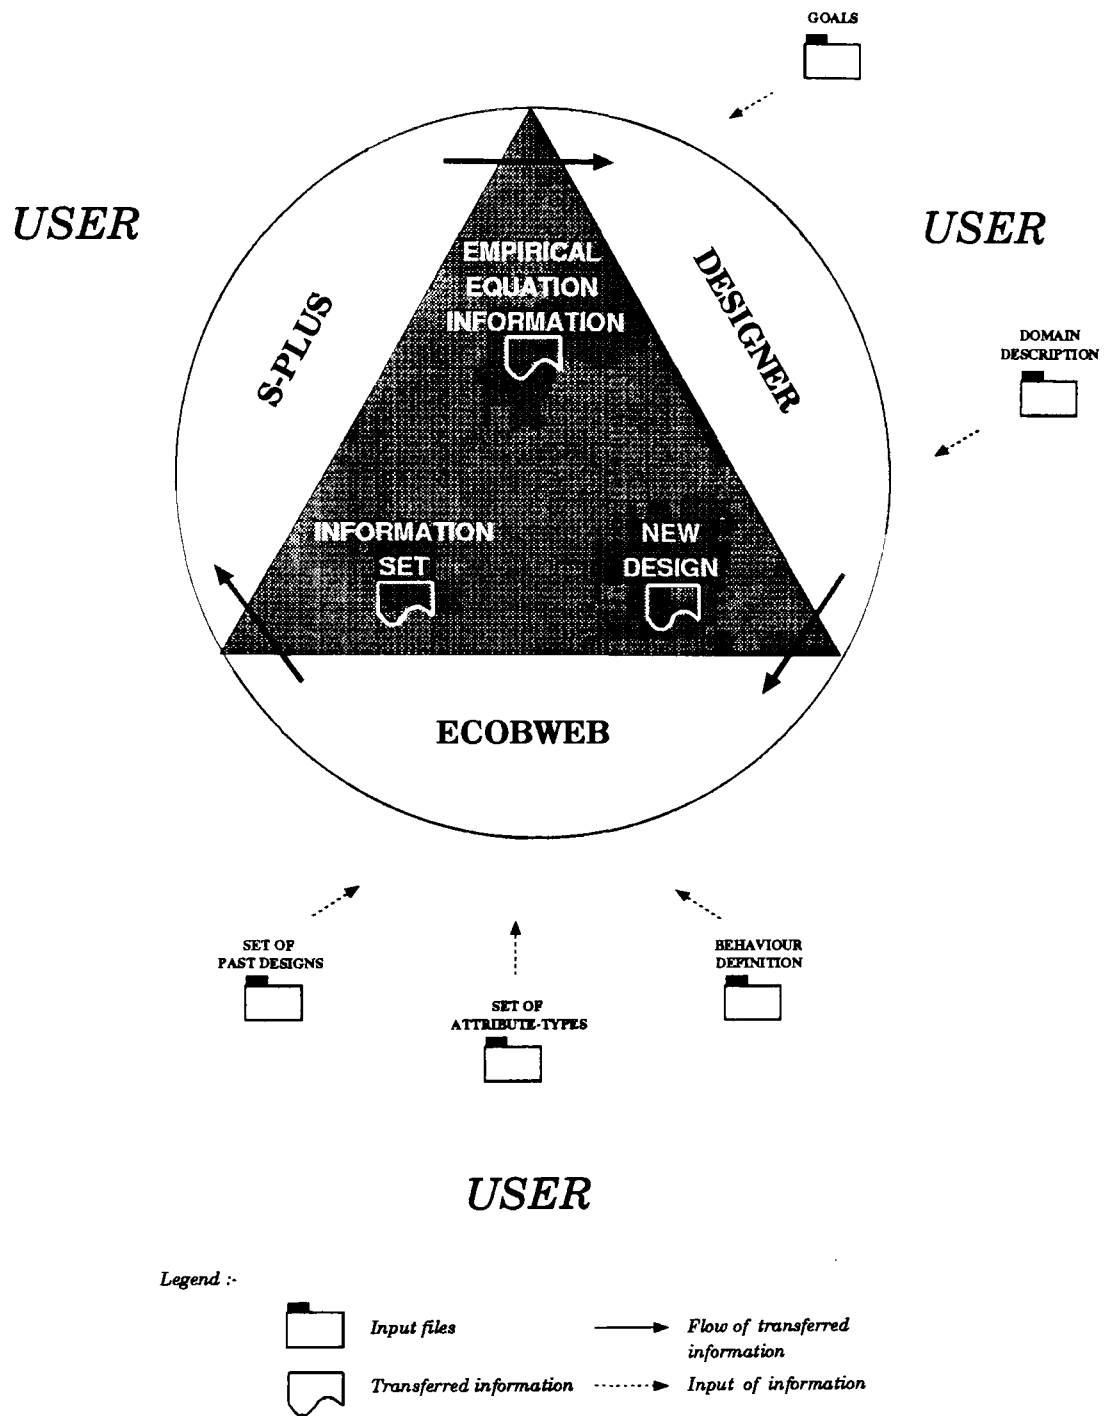 GOALS
USER
USER
EMPIRICAL
EQUATION
INFORMATION
S-PLUS
DESIGNER
DOMAIN
DESCRIPTION
INFORMATION
SET
NEW
DESIGN
ECOBWEB
SET OF
PAST DESIGNS
BEHAVIOUR
DEFINITION
SET OF
ATTRIBUTE-TYPES
USER
Legend :-
Input files
Flow of transferred
information
Transferred information
Input of information